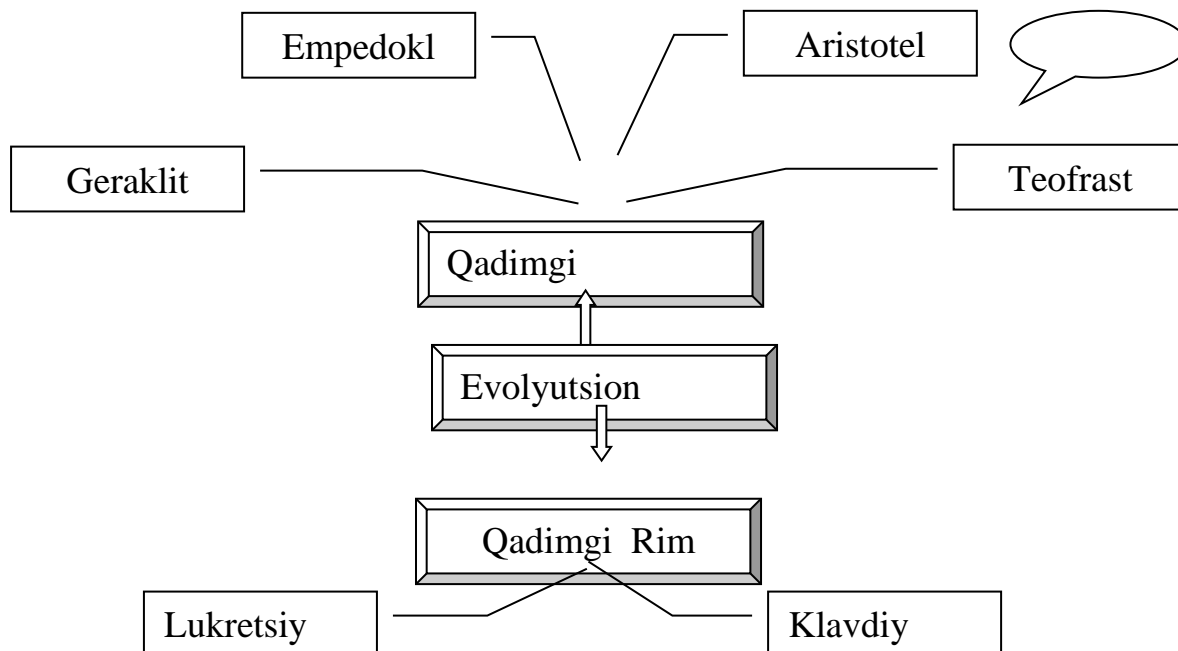 Empedokl
Aristotel
Geraklit
Teofrast
Qadimgi
Evolyutsion
Qadimgi Rim
Lukretsiy
Klavdiy